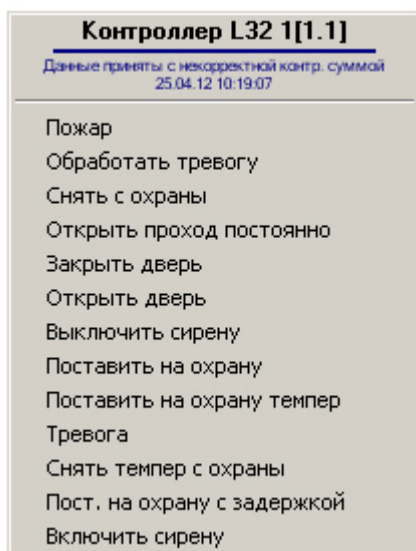 Контроллер L32 1[1.1]
Данные приняты с некорректной контр. суммой
25.04.12 10:19:07
Пожар
Обработать тревогу
Снять с охраны
Открыть проход постоянно
Закрыть дверь
Открыть дверь
Выключить сирену
Поставить на охрану
Поставить на охрану темпер
Тревога
Снять темпер с охраны
Пост. на охрану с задержкой
Включить сирену